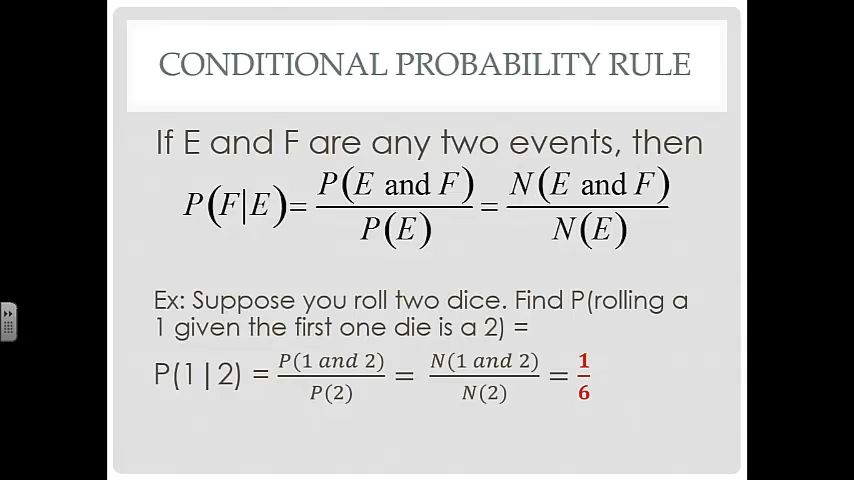 CONDITIONAL PROBABILITY RULE
If E and F are any two events, then
P(F|E) = P(E and F) / P(E) = N(E and F) / N(E)
Ex: Suppose you roll two dice. Find P(rolling a
1 given the first one die is a 2) =
P(1|2) = P(1 and 2) / P(2) = N(1 and 2) / N(2) = 1/6